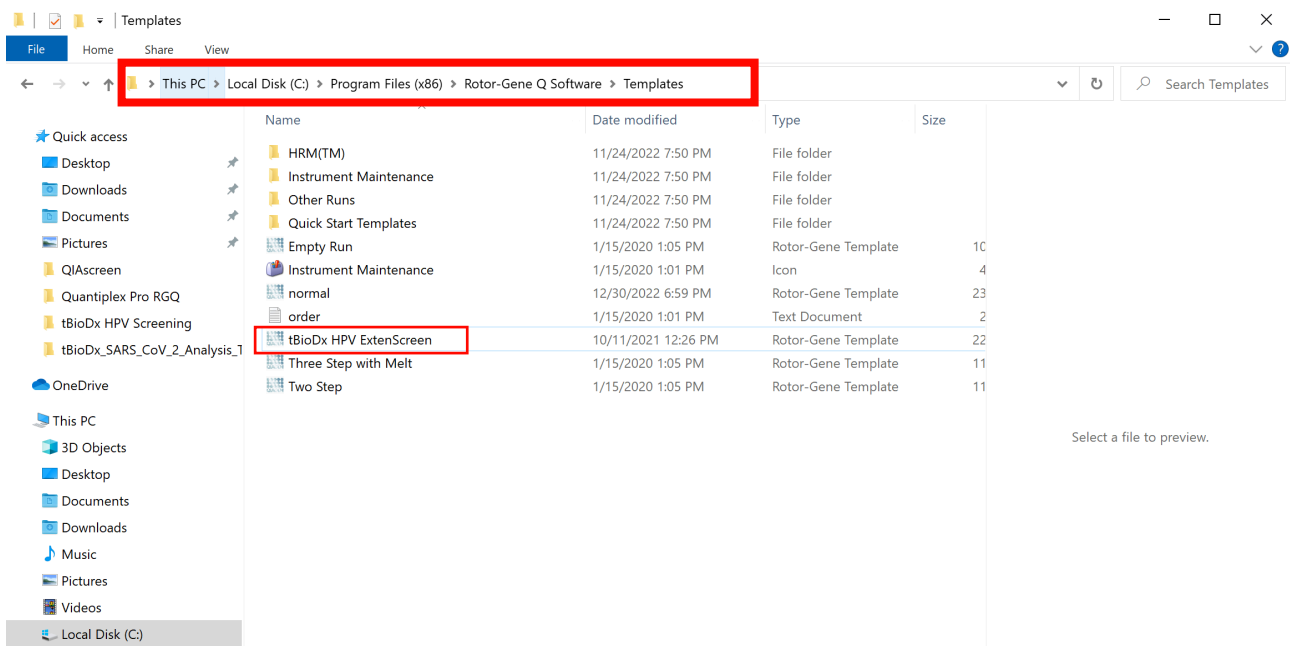 Templates
File Home Share View
This PC Local Disk (C:) Program Files (x86) Rotor-Gene Q Software Templates
Search Templates
Name Date modified Type Size
Quick access
Desktop
Downloads
Documents
Pictures
QIAscreen
Quantiplex Pro RGQ
tBioDx HPV Screening
tBioDx_SARS_CoV_2_Analysis_T
OneDrive
This PC
3D Objects
Desktop
Documents
Downloads
Music
Pictures
Videos
Local Disk (C:)
HRM(TM) 11/24/2022 7:50 PM File folder
Instrument Maintenance 11/24/2022 7:50 PM File folder
Other Runs 11/24/2022 7:50 PM File folder
Quick Start Templates 11/24/2022 7:50 PM File folder
Empty Run 1/15/2020 1:05 PM Rotor-Gene Template 10
Instrument Maintenance 1/15/2020 1:01 PM Icon 4
normal 12/30/2022 6:59 PM Rotor-Gene Template 23
order 1/15/2020 1:01 PM Text Document 2
tBioDx HPV ExtenScreen 10/11/2021 12:26 PM Rotor-Gene Template 22
Three Step with Melt 1/15/2020 1:05 PM Rotor-Gene Template 11
Two Step 1/15/2020 1:05 PM Rotor-Gene Template 11
Select a file to preview.